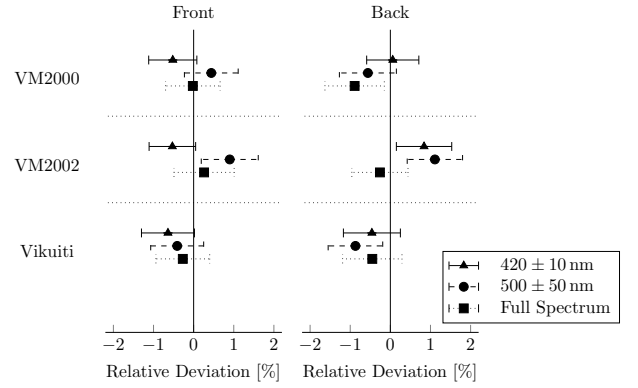 Front Back
VM2000
VM2002
Vikuiti
420 ± 10 nm
500 ± 50 nm
Full Spectrum
−2 −1 0 1 2 −2 −1 0 1 2
Relative Deviation [%] Relative Deviation [%]